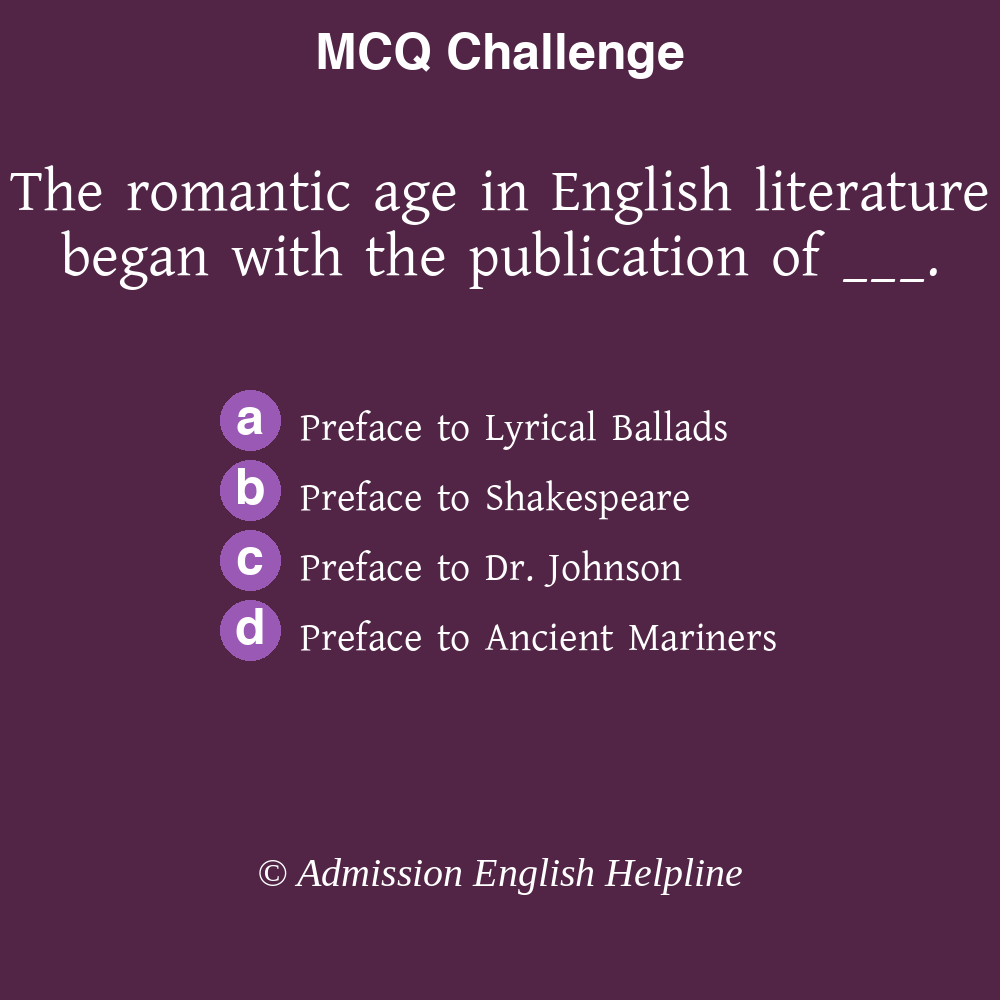 MCQ Challenge
The romantic age in English literature
began with the publication of ___.
a Preface to Lyrical Ballads
b Preface to Shakespeare
c Preface to Dr. Johnson
d Preface to Ancient Mariners
© Admission English Helpline